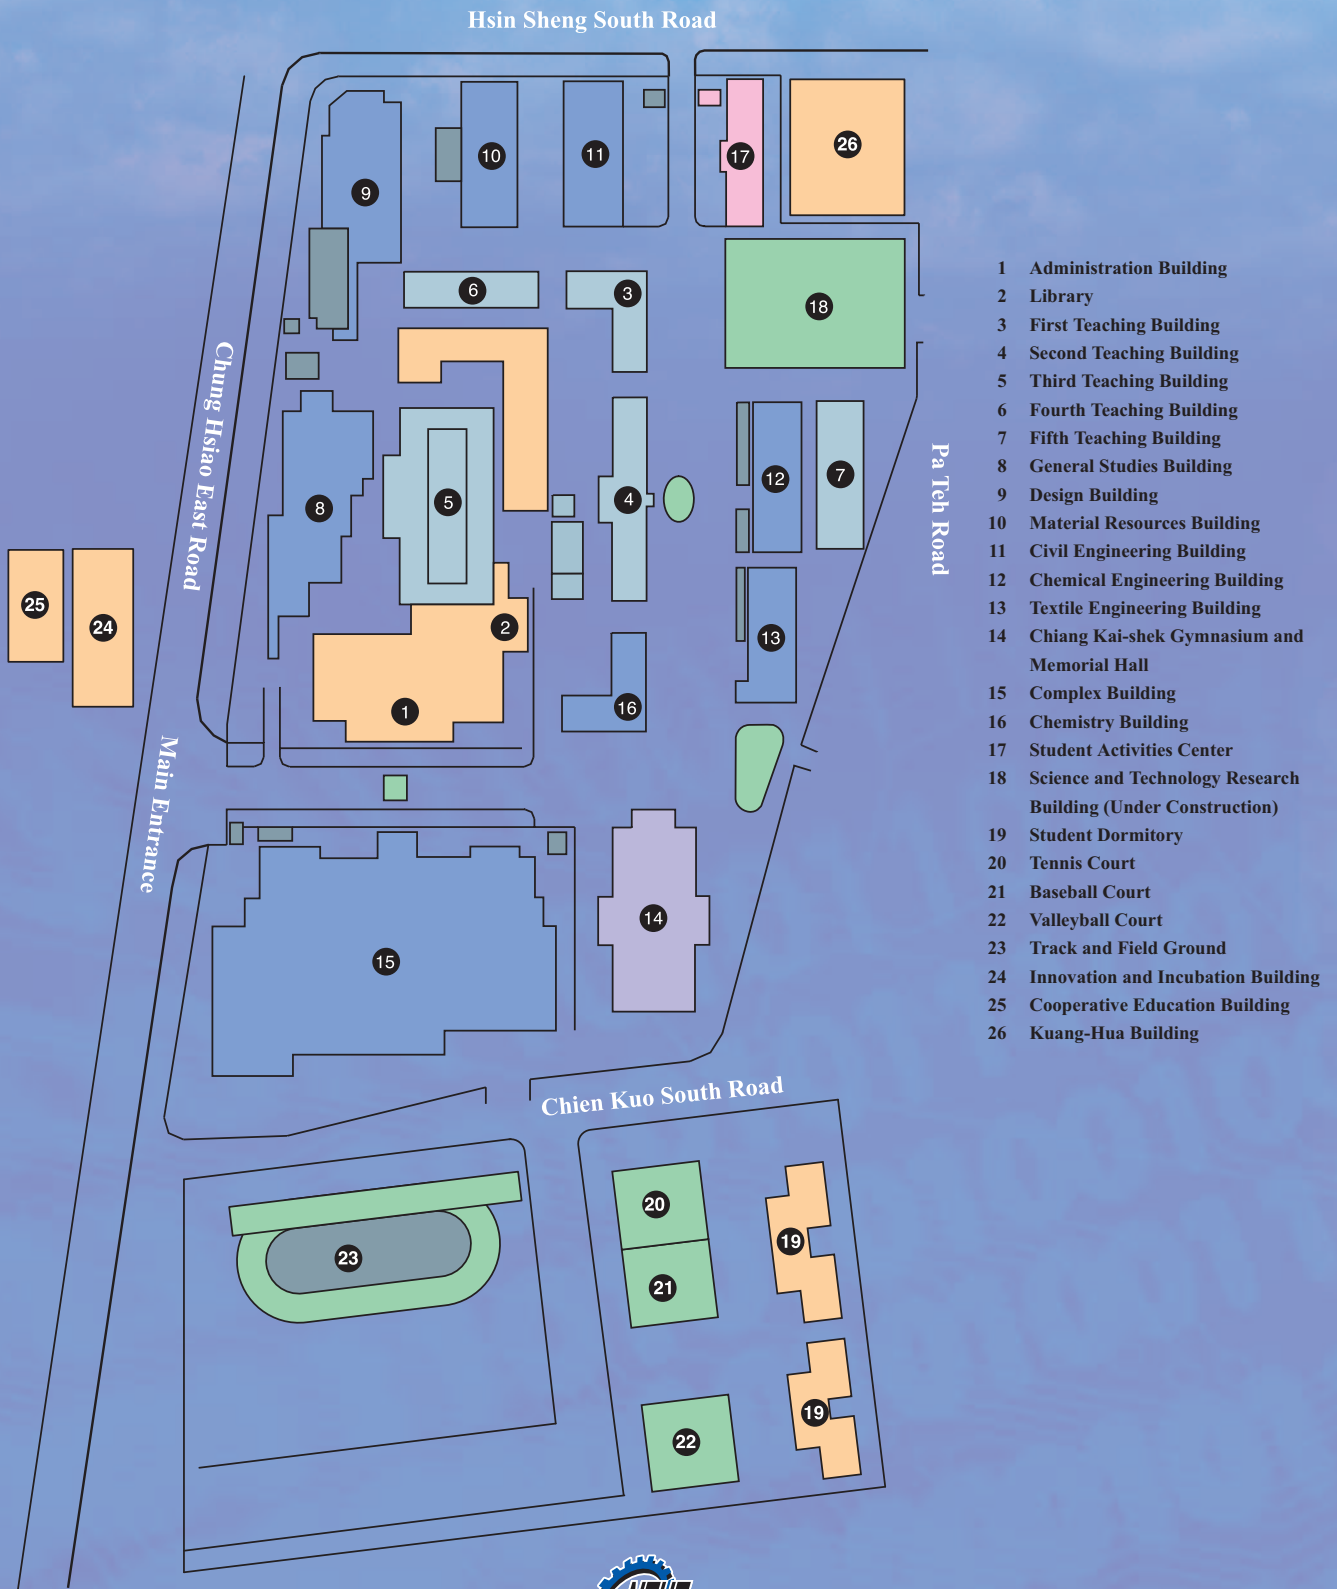 Hsin Sheng South Road
9
10
11
17
26
6
3
18
Chung Hsiao East Road
8
5
4
12
7
Pa Teh Road
25
24
2
13
1
16
Main Entrance
15
14
Chien Kuo South Road
20
19
23
21
19
22
1 Administration Building
2 Library
3 First Teaching Building
4 Second Teaching Building
5 Third Teaching Building
6 Fourth Teaching Building
7 Fifth Teaching Building
8 General Studies Building
9 Design Building
10 Material Resources Building
11 Civil Engineering Building
12 Chemical Engineering Building
13 Textile Engineering Building
14 Chiang Kai-shek Gymnasium and
Memorial Hall
15 Complex Building
16 Chemistry Building
17 Student Activities Center
18 Science and Technology Research
Building (Under Construction)
19 Student Dormitory
20 Tennis Court
21 Baseball Court
22 Valleyball Court
23 Track and Field Ground
24 Innovation and Incubation Building
25 Cooperative Education Building
26 Kuang-Hua Building